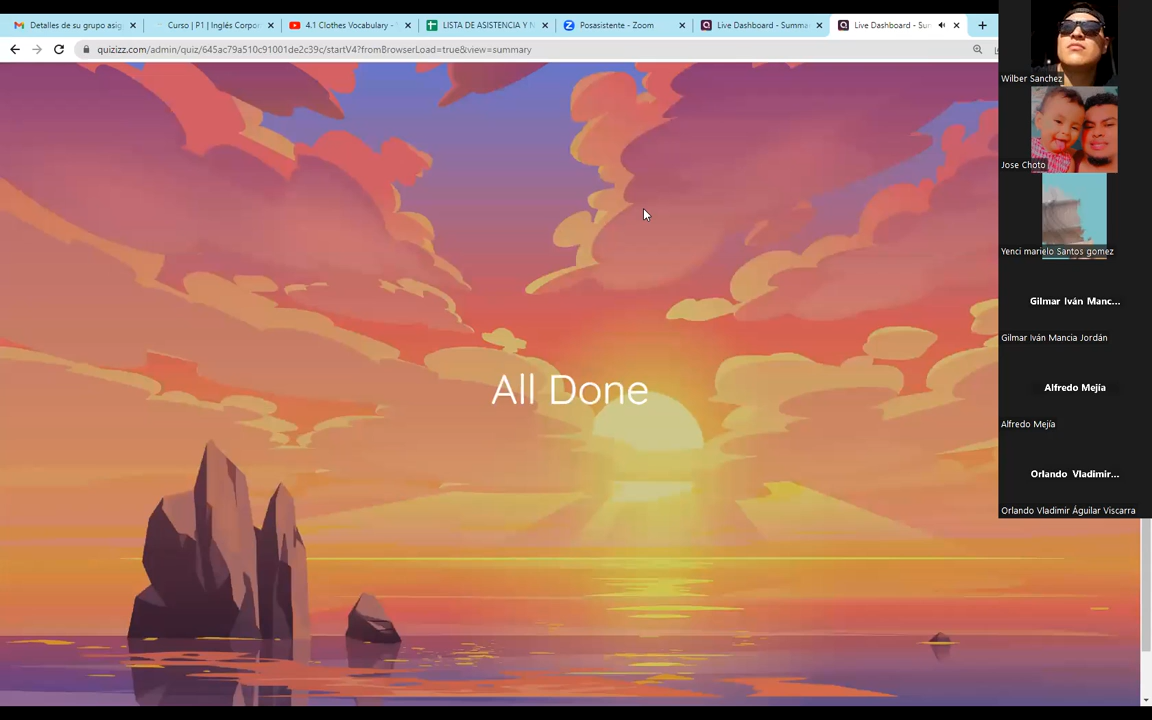 Detalles de su grupo asig
Curso | P1 | Inglés Corpor
4.1 Clothes Vocabulary -
LISTA DE ASISTENCIA Y N
Posasistente - Zoom
Live Dashboard - Summa
Live Dashboard - Su
quizizz.com/admin/quiz/645ac79a510c91001de2c39c/startV4?fromBrowserLoad=true&view=summary
All Done
Wilber Sanchez
Jose Choto
Yenci marielo Santos gomez
Gilmar Iván Manc...
Gilmar Iván Mancia Jordán
Alfredo Mejía
Alfredo Mejía
Orlando Vladimir...
Orlando Vladimir Águilar Viscarra